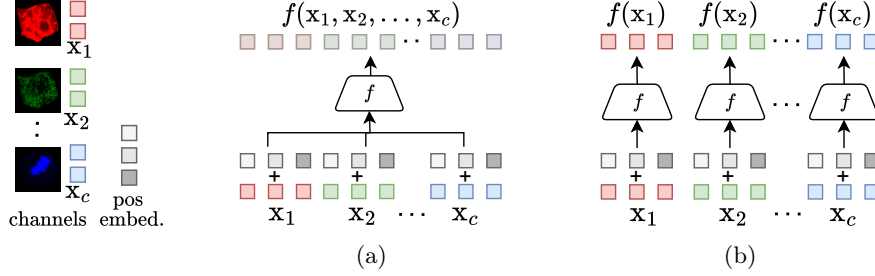 x₁
x₂
⋮
x_c
channels
pos
embed.
f(x₁, x₂, . . . , x_c)
f
+ + +
x₁ x₂ ... x_c
(a)
f(x₁) f(x₂) f(x_c)
f f ... f
+ + +
x₁ x₂ ... x_c
(b)